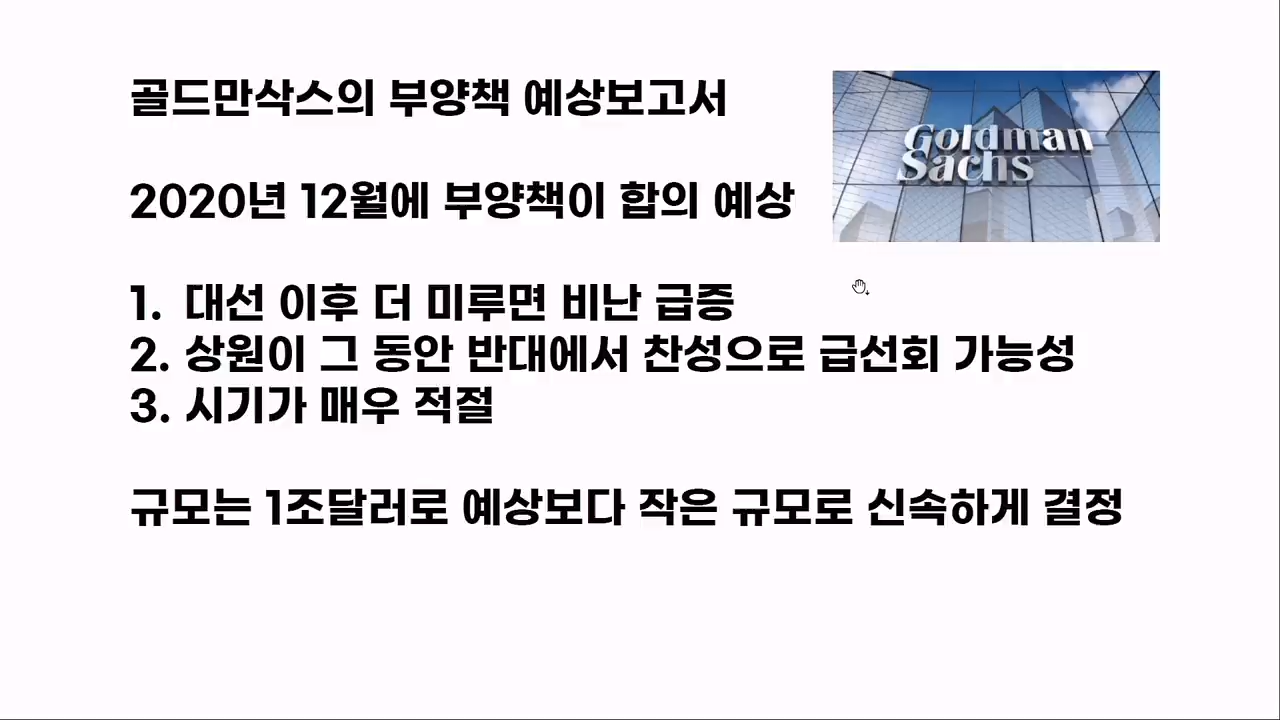 골드만삭스의 부양책 예상보고서
Goldman
Sachs
2020년 12월에 부양책이 합의 예상
1. 대선 이후 더 미루면 비난 급증
2. 상원이 그 동안 반대에서 찬성으로 급선회 가능성
3. 시기가 매우 적절
규모는 1조달러로 예상보다 작은 규모로 신속하게 결정